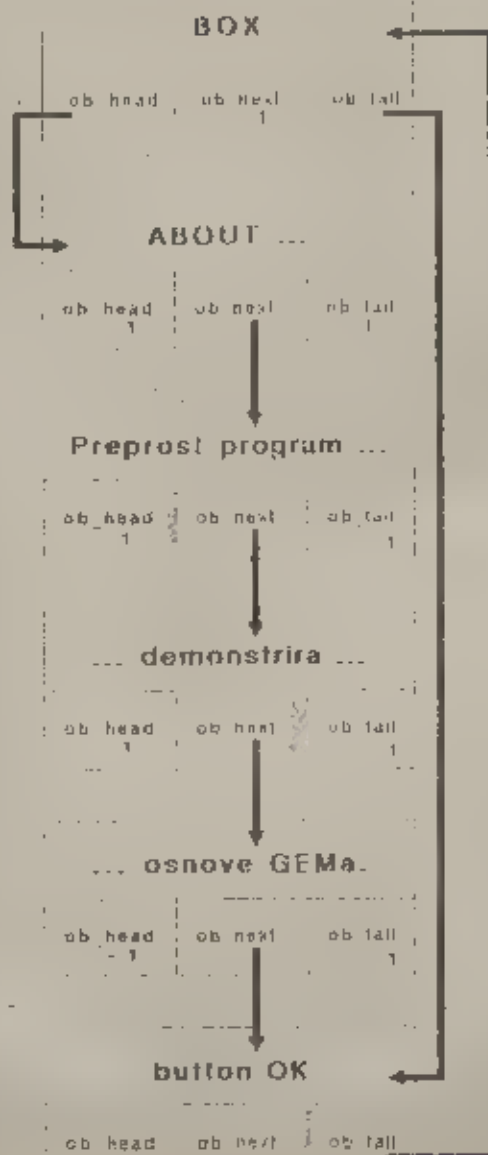 BOX
ob head ob next ob tail
1
ABOUT ...
ob head ob next ob tail
1 1
Preprost program ...
ob_head ob next ob tail
1 1
... demonstrira ...
ob head ob next ob tail
1 1
... osnove GEMa.
ob head ob next ob tail
- 1 1
button OK
ob head ob next ob tail